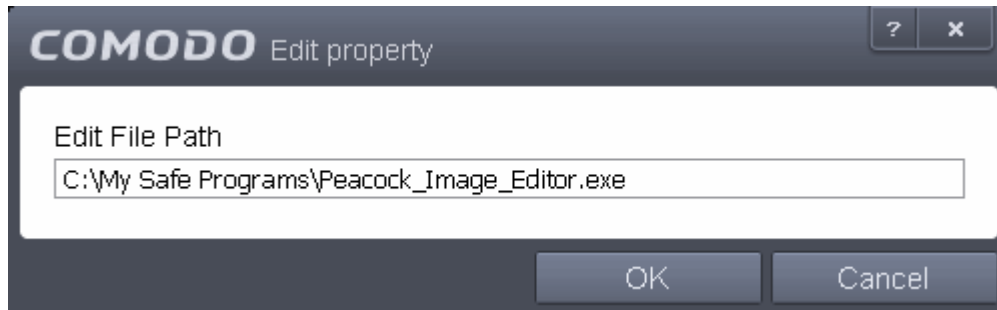 COMODO Edit property ? x
Edit File Path
C:\My Safe Programs\Peacock_Image_Editor.exe
OK Cancel